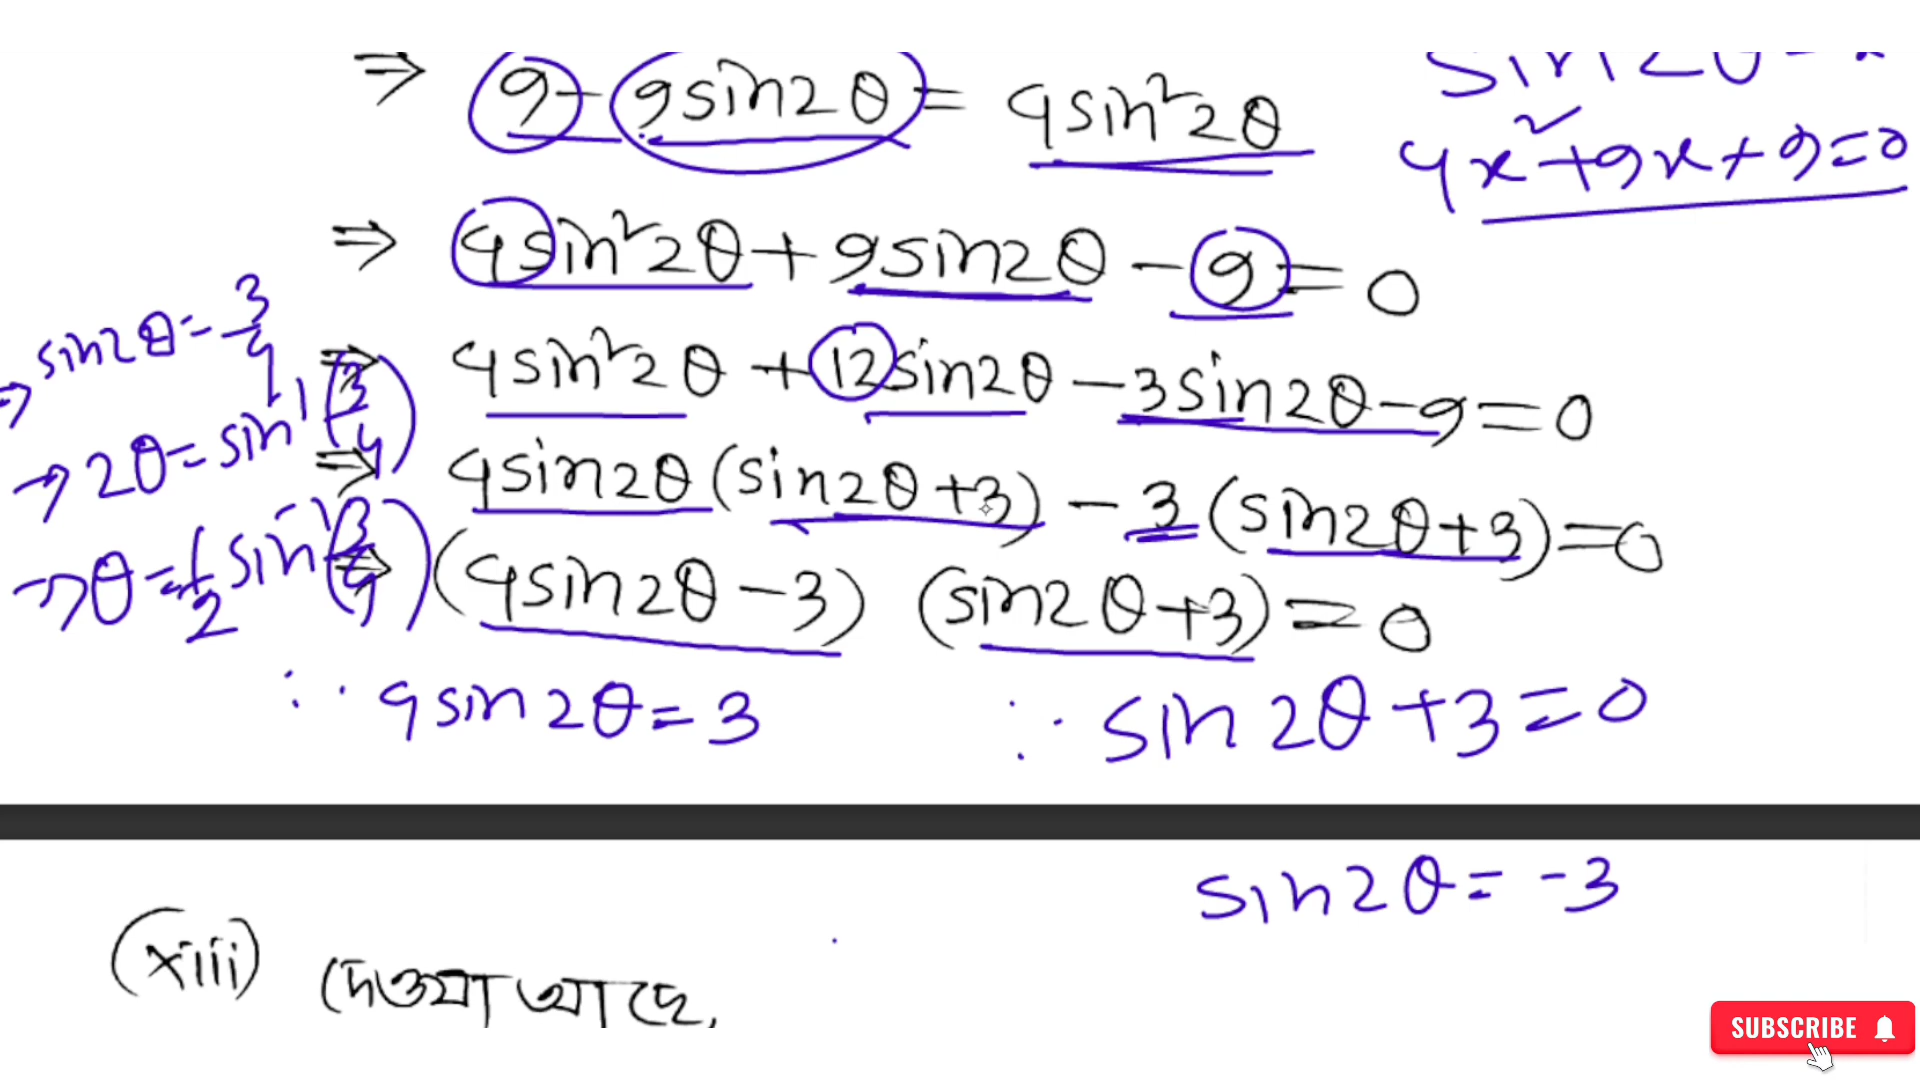 ⇒ 9 - 9sin2θ = 4sin²2θ
4x²+9x+9=0
⇒ 4sin²2θ + 9sin2θ - 9 = 0
⇒ sin2θ = 3/4
⇒ 4sin²2θ + 12sin2θ - 3sin2θ - 9 = 0
→ 2θ = sin⁻¹(3/4)
⇒ 4sin2θ (sin2θ+3) - 3 (sin2θ+3) = 0
→ θ = 1/2 sin⁻¹(3/4)
⇒ (4sin2θ - 3) (sin2θ+3) = 0
∴ 4sin2θ = 3
∴ sin2θ + 3 = 0
sin2θ = -3
(xiii) দেওয়া আছে,
SUBSCRIBE